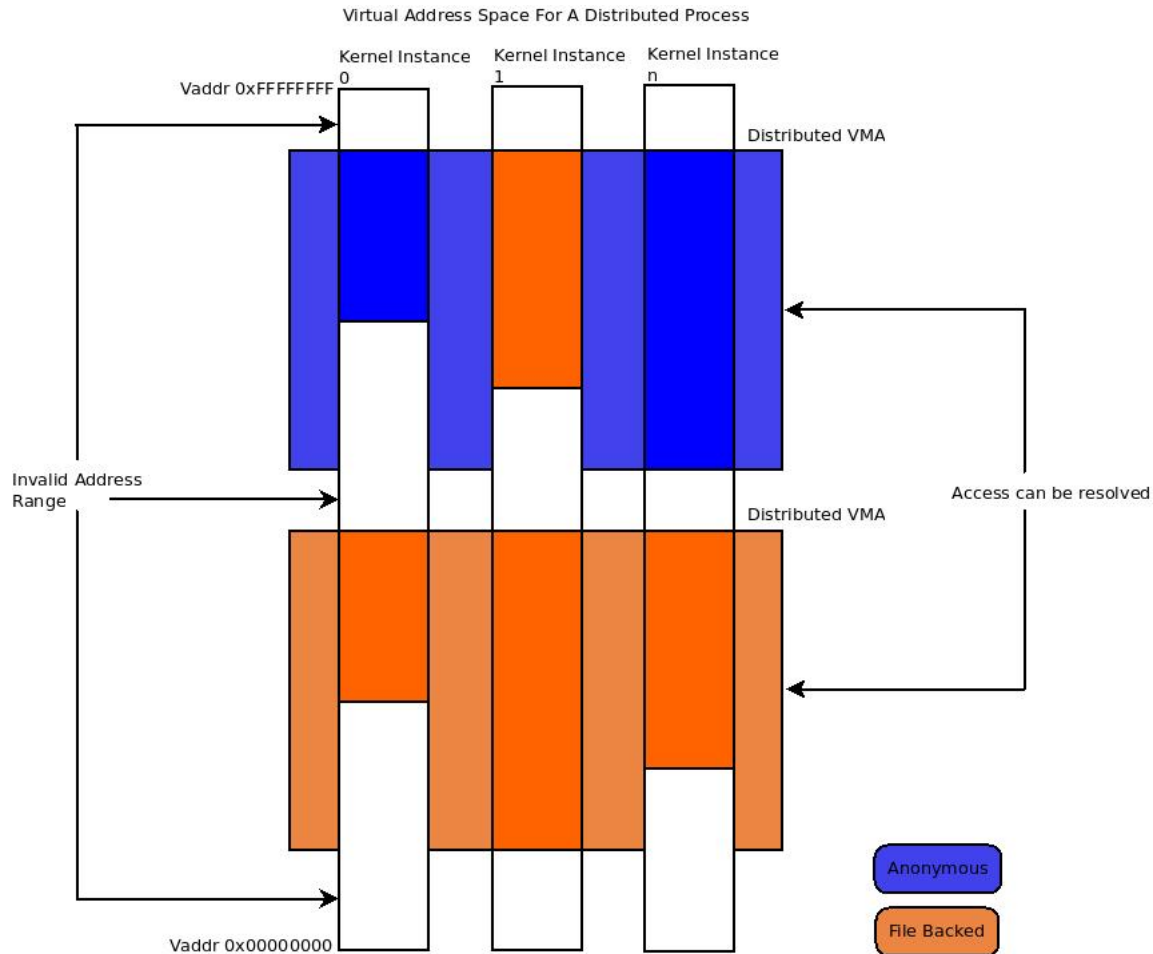 Virtual Address Space For A Distributed Process
Kernel Instance
0
Kernel Instance
1
Kernel Instance
n
Vaddr 0xFFFFFFFF
Distributed VMA
Invalid Address
Range
Access can be resolved
Distributed VMA
Anonymous
File Backed
Vaddr 0x00000000